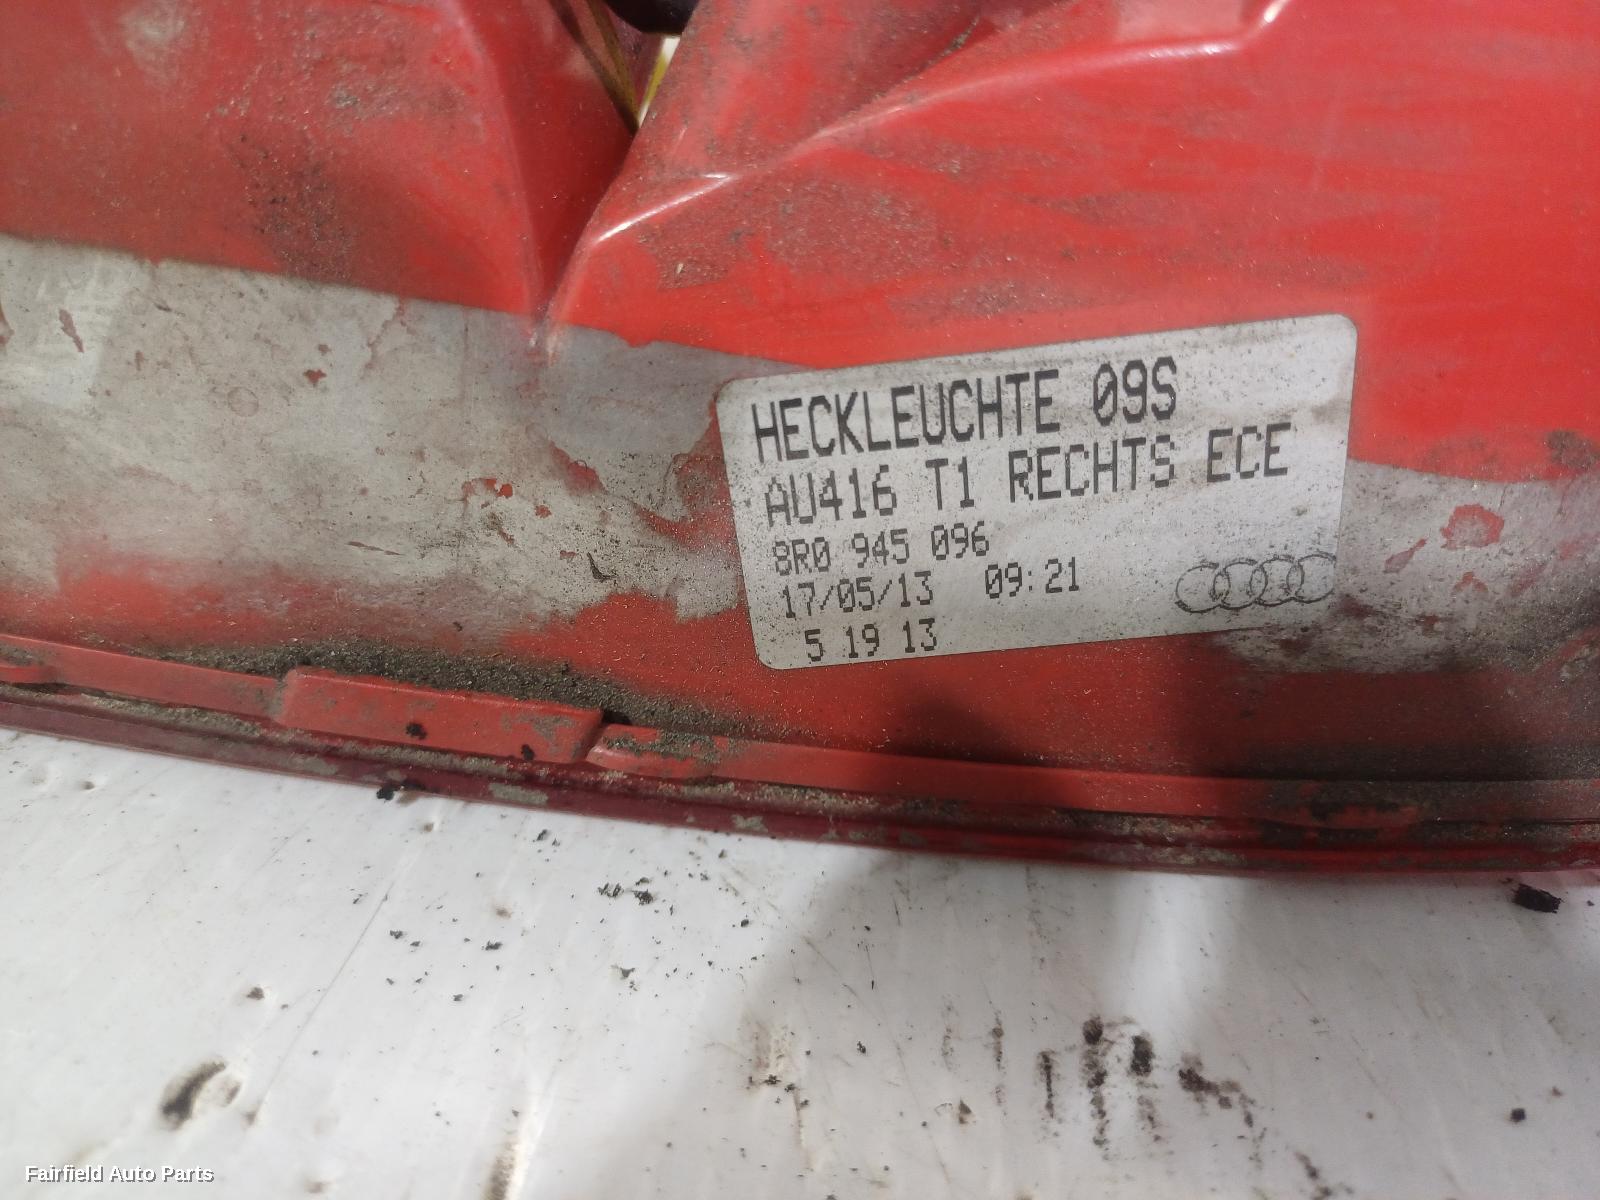 HECKLEUCHTE 09S
AU416 T1 RECHTS ECE
8R0 945 096
17/05/13 09:21
5 19 13
Fairfield Auto Parts